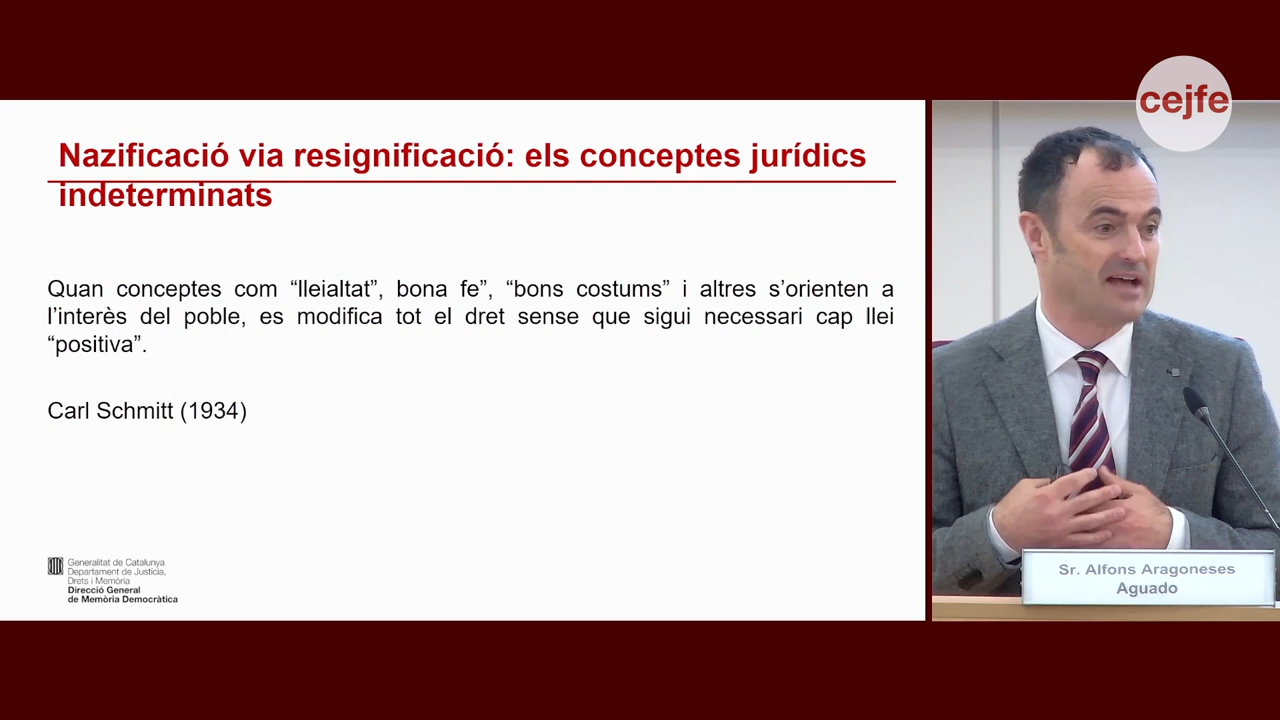 cejfe
Nazificació via resignificació: els conceptes jurídics
indeterminats
Quan conceptes com “lleialtat”, bona fe”, “bons costums” i altres s’orienten a
l’interès del poble, es modifica tot el dret sense que sigui necessari cap llei
“positiva”.
Carl Schmitt (1934)
Generalitat de Catalunya
Departament de Justícia,
Drets i Memòria
Direcció General
de Memòria Democràtica
Sr. Alfons Aragoneses
Aguado